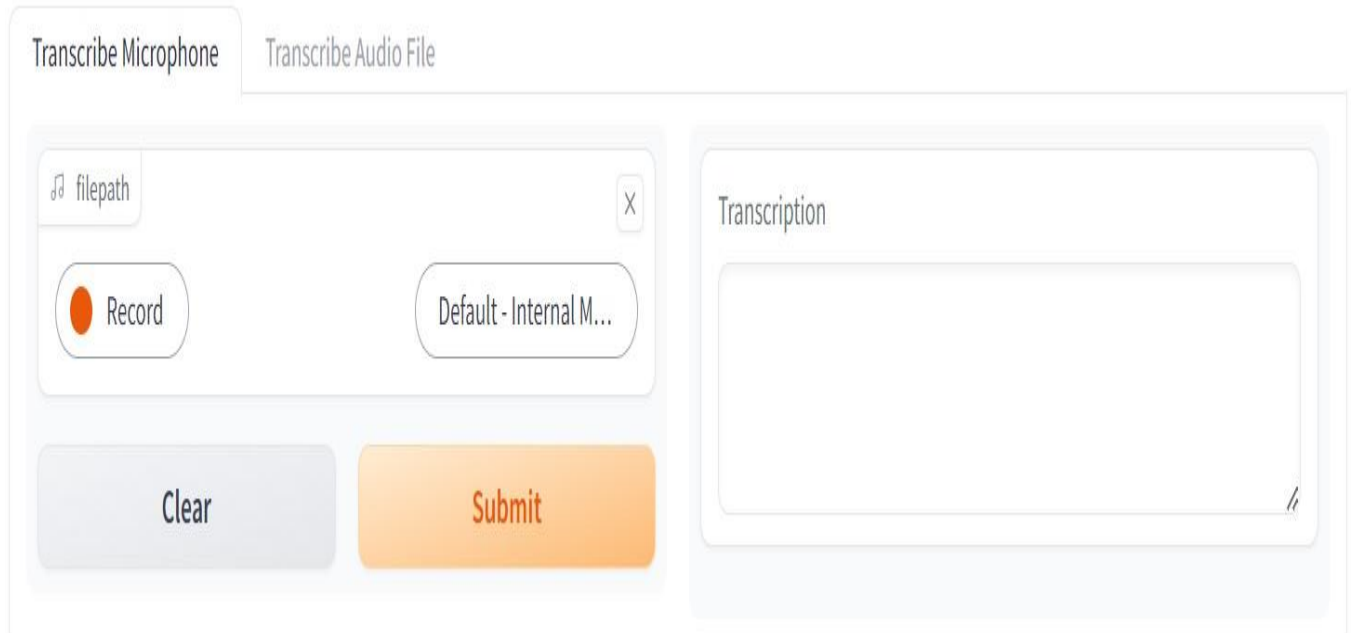 Transcribe Microphone
Transcribe Audio File
filepath
X
Record
Default - Internal M...
Clear
Submit
Transcription